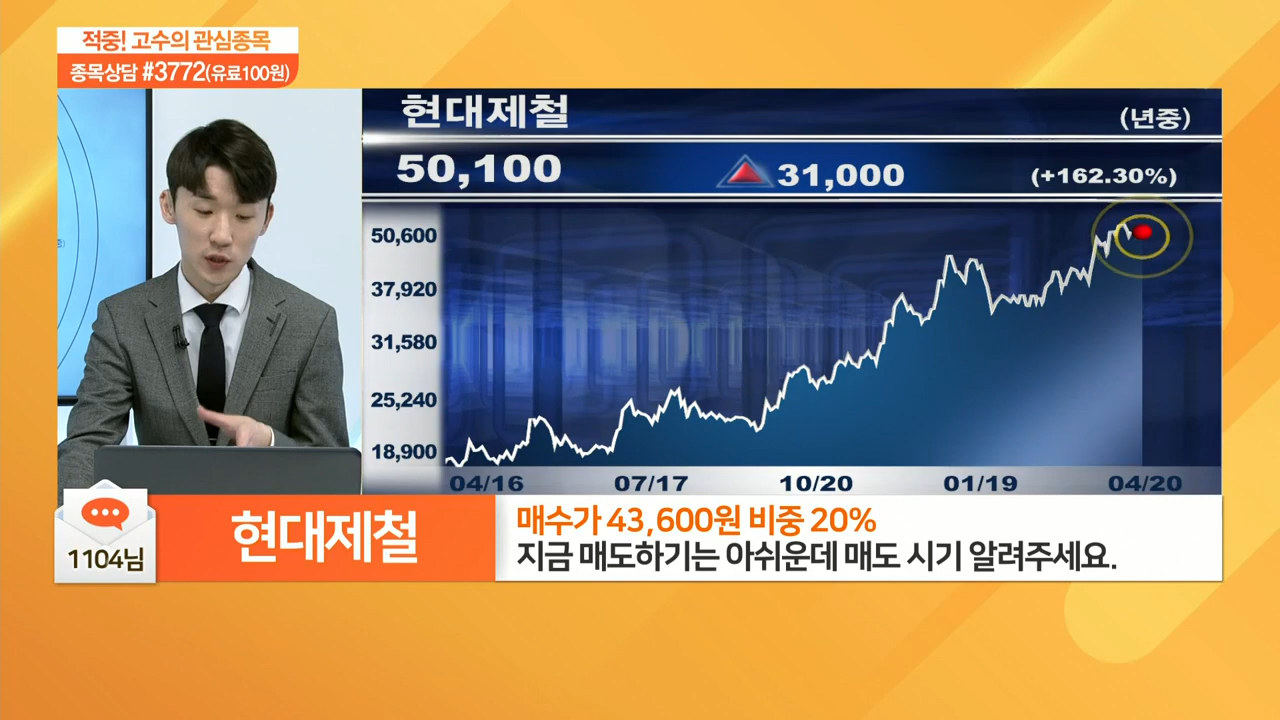 적중! 고수의 관심종목
종목상담 #3772(유료100원)
현대제철 (년중)
50,100 31,000 (+162.30%)
50,600
37,920
31,580
25,240
18,900
04/16 07/17 10/20 01/19 04/20
1104님
현대제철
매수가 43,600원 비중 20%
지금 매도하기는 아쉬운데 매도 시기 알려주세요.